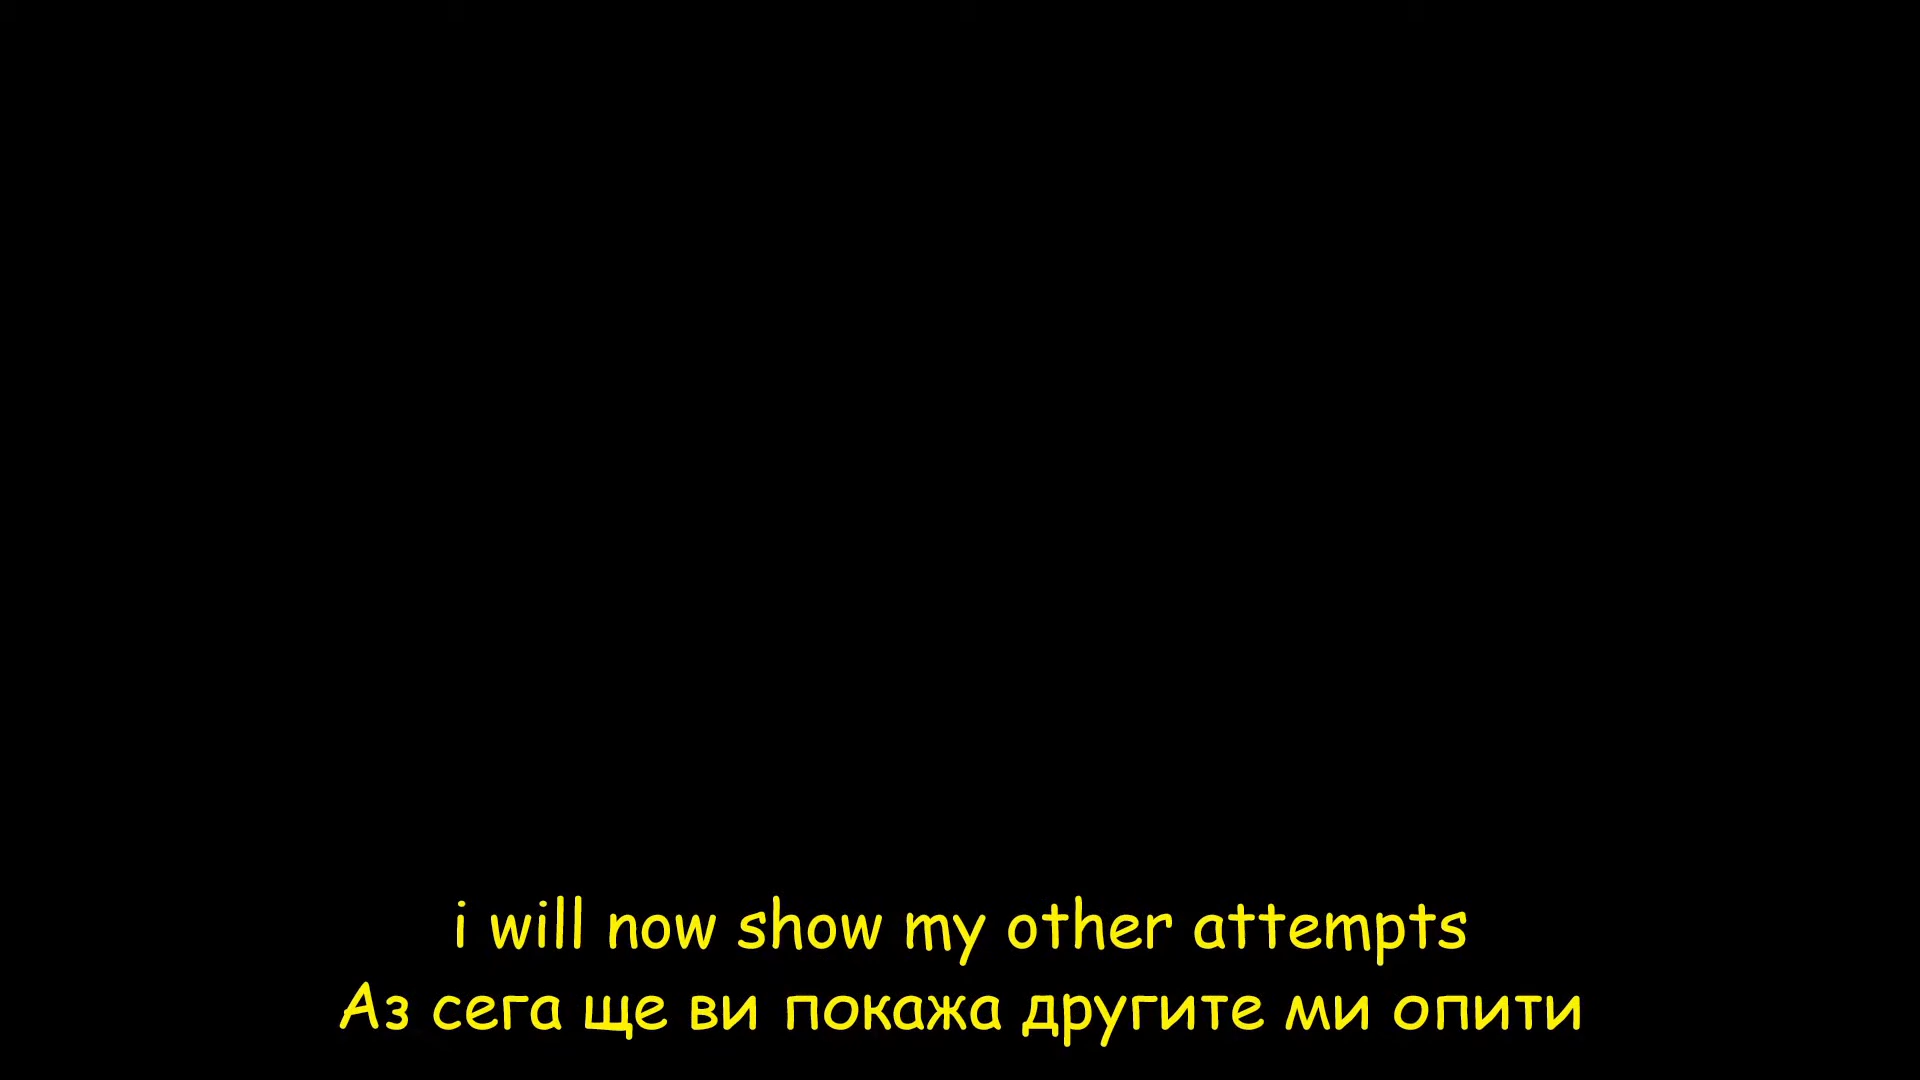 i will now show my other attempts
Аз сега ще ви покажа другите ми опити